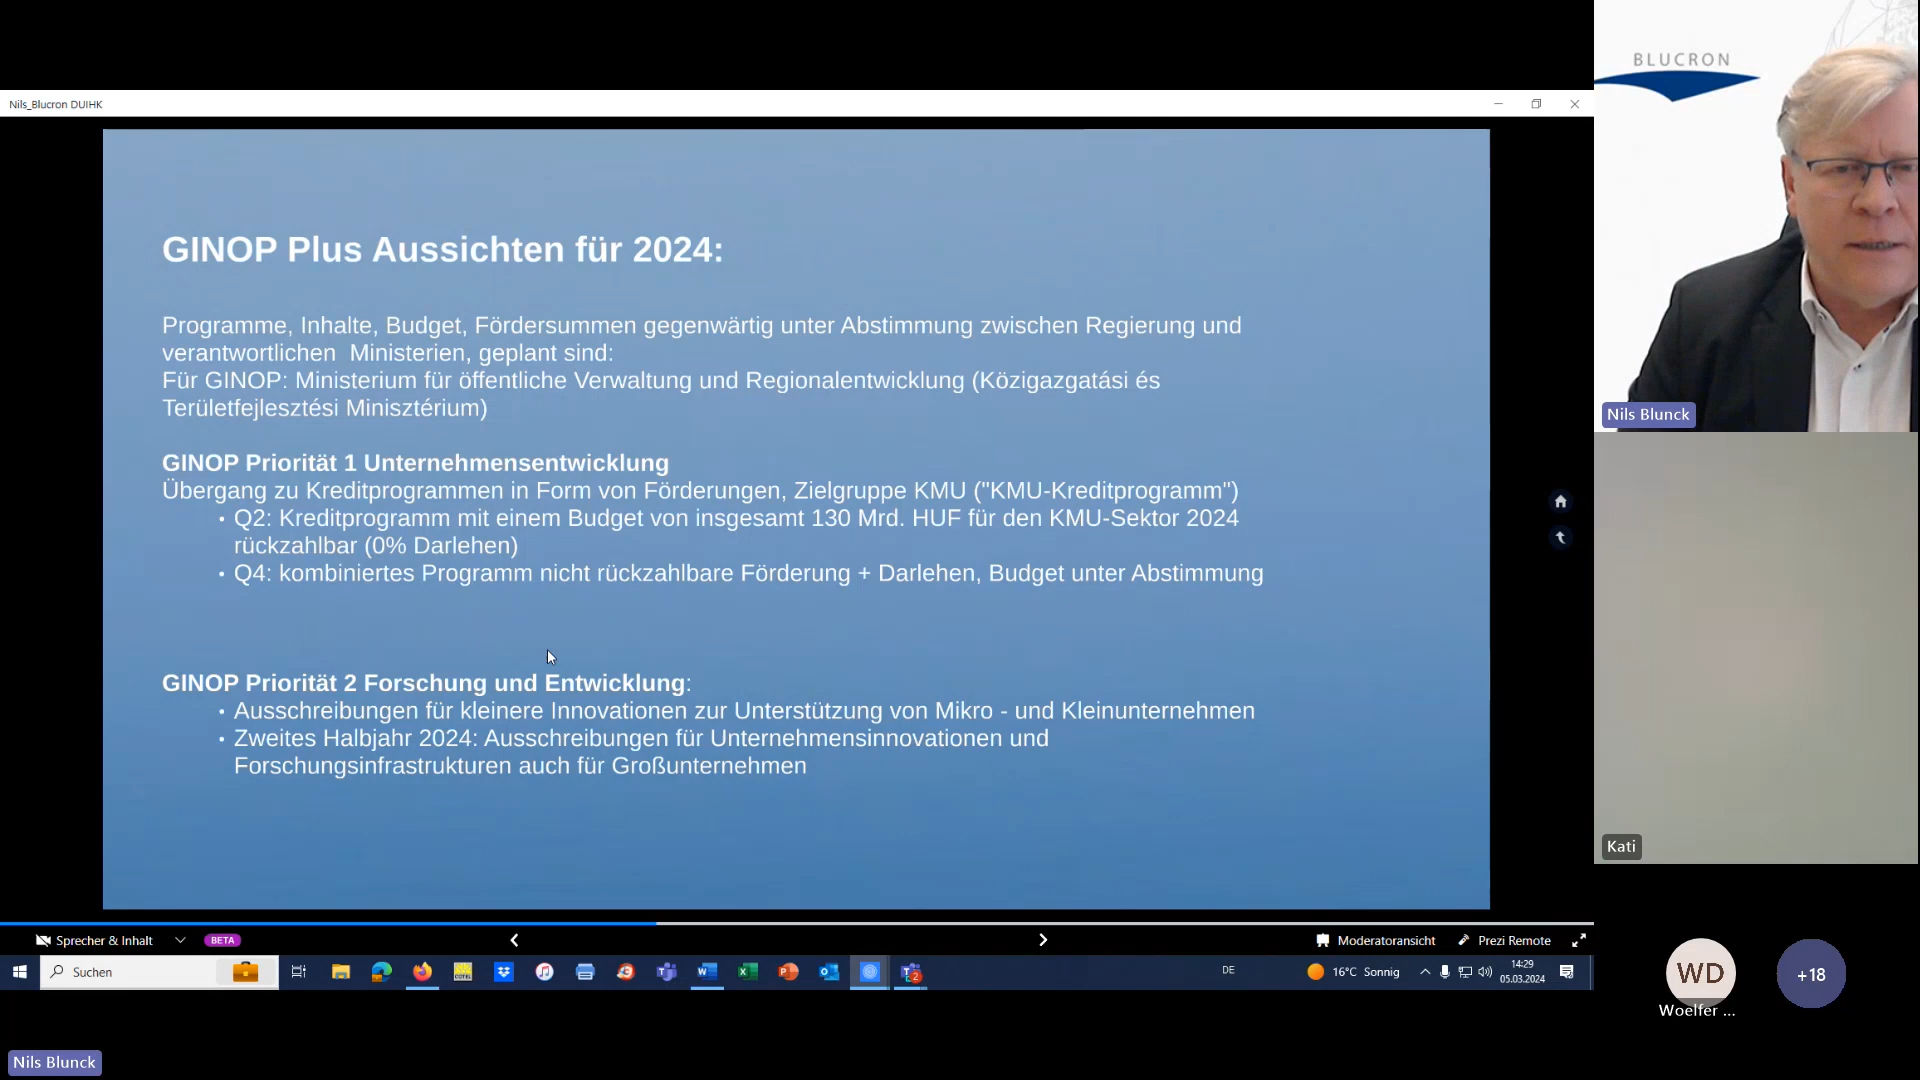 Nils_Blucron DUIHK
BLUCRON
GINOP Plus Aussichten für 2024:
Programme, Inhalte, Budget, Fördersummen gegenwärtig unter Abstimmung zwischen Regierung und
verantwortlichen Ministerien, geplant sind:
Für GINOP: Ministerium für öffentliche Verwaltung und Regionalentwicklung (Közigazgatási és
Területfejlesztési Minisztérium)
GINOP Priorität 1 Unternehmensentwicklung
Übergang zu Kreditprogrammen in Form von Förderungen, Zielgruppe KMU ("KMU-Kreditprogramm")
• Q2: Kreditprogramm mit einem Budget von insgesamt 130 Mrd. HUF für den KMU-Sektor 2024
rückzahlbar (0% Darlehen)
• Q4: kombiniertes Programm nicht rückzahlbare Förderung + Darlehen, Budget unter Abstimmung
GINOP Priorität 2 Forschung und Entwicklung:
• Ausschreibungen für kleinere Innovationen zur Unterstützung von Mikro - und Kleinunternehmen
• Zweites Halbjahr 2024: Ausschreibungen für Unternehmensinnovationen und
Forschungsinfrastrukturen auch für Großunternehmen
Nils Blunck
Kati
WD
+18
Woelfer ...
Sprecher & Inhalt BETA
Moderatoransicht Prezi Remote
Suchen
DE
16°C Sonnig
14:29
05.03.2024
Nils Blunck